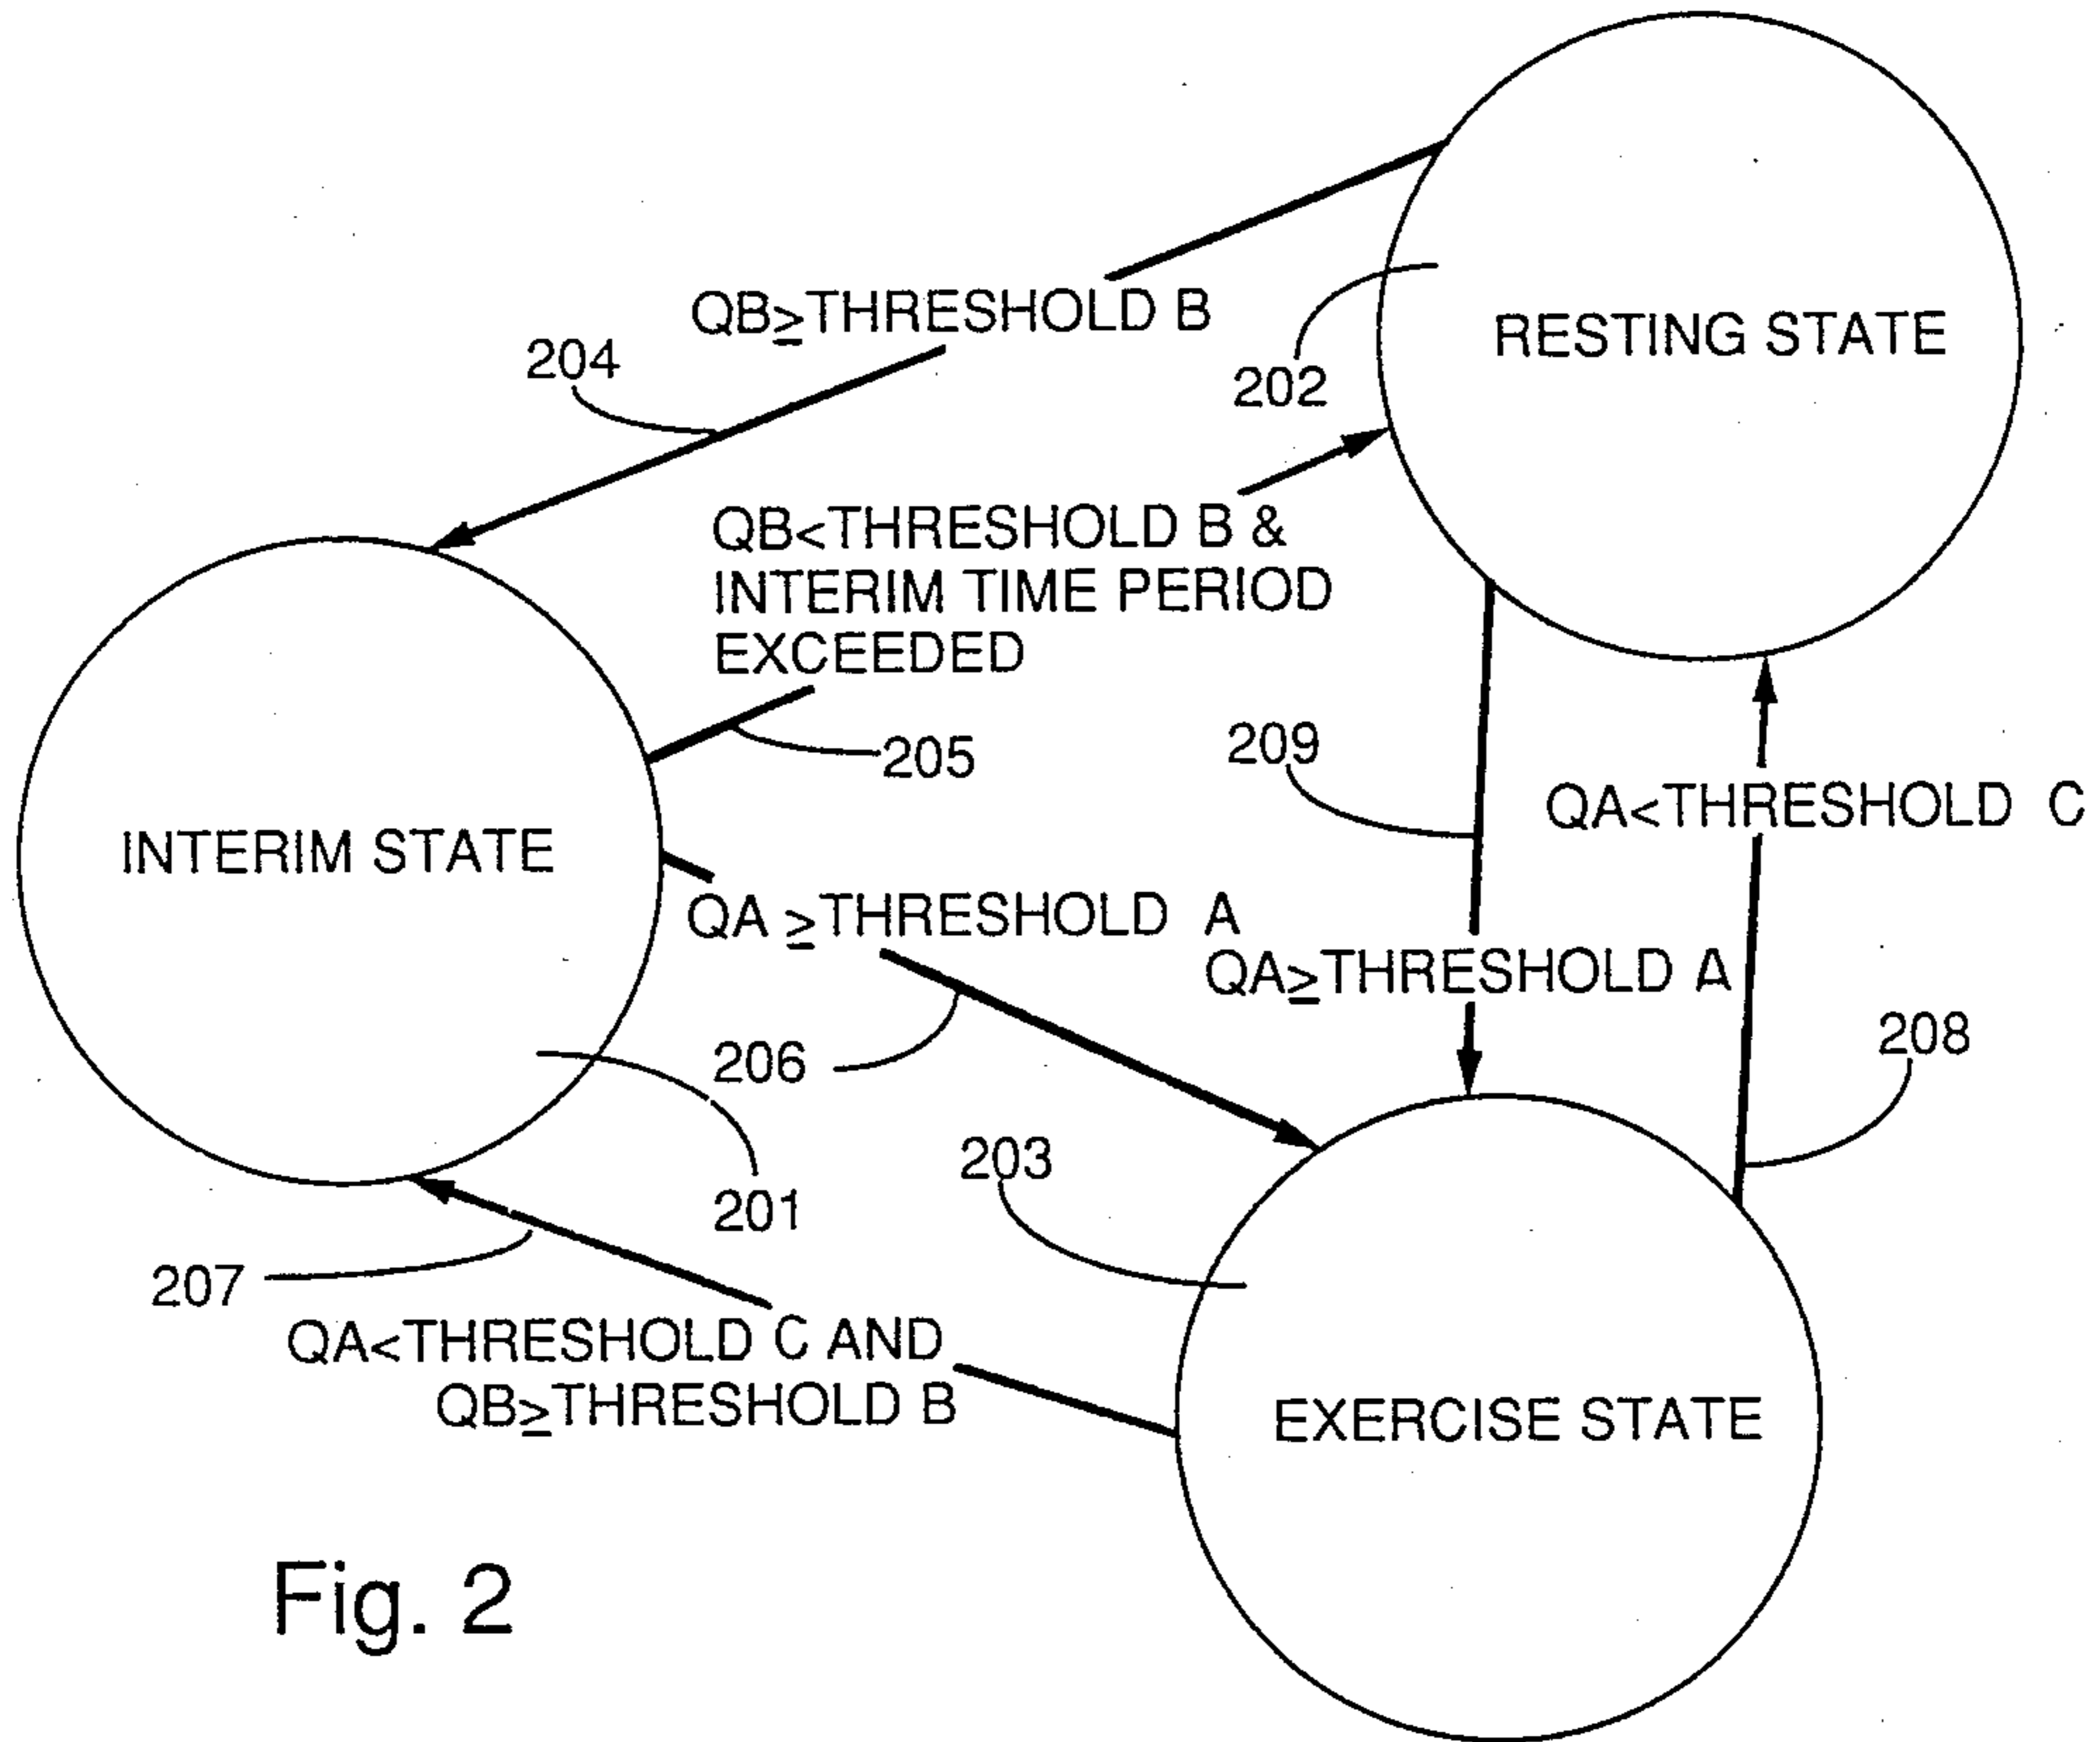 QB≥THRESHOLD B
204
202
RESTING STATE
QB<THRESHOLD B &
INTERIM TIME PERIOD
EXCEEDED
205
209
QA<THRESHOLD C
INTERIM STATE
QA ≥THRESHOLD A
QA≥THRESHOLD A
206
208
203
201
207
QA<THRESHOLD C AND
QB≥THRESHOLD B
EXERCISE STATE
Fig. 2